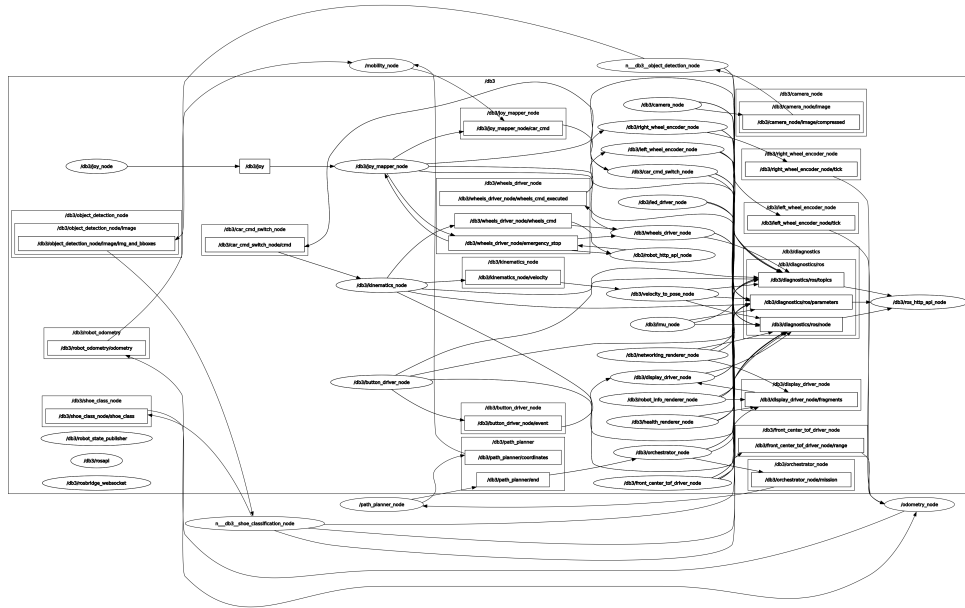 /mobility_node
n___db3__object_detection_node
/db3
/db3/camera_node
/db3/camera_node/image
/db3/camera_node/image/compressed
/db3/joy_mapper_node
/db3/joy_mapper_node/car_cmd
/db3/camera_node
/db3/right_wheel_encoder_node
/db3/left_wheel_encoder_node
/db3/car_cmd_switch_node
/db3/right_wheel_encoder_node
/db3/right_wheel_encoder_node/tick
/db3/joy_node
/db3/joy
/db3/joy_mapper_node
/db3/wheels_driver_node
/db3/wheels_driver_node/wheels_cmd_executed
/db3/wheels_driver_node/wheels_cmd
/db3/wheels_driver_node/emergency_stop
/db3/led_driver_node
/db3/wheels_driver_node
/db3/robot_http_api_node
/db3/left_wheel_encoder_node
/db3/left_wheel_encoder_node/tick
/db3/object_detection_node
/db3/object_detection_node/image
/db3/object_detection_node/image/img_and_bboxes
/db3/car_cmd_switch_node
/db3/car_cmd_switch_node/cmd
/db3/kinematics_node
/db3/kinematics_node
/db3/kinematics_node/velocity
/db3/velocity_to_pose_node
/db3/imu_node
/db3/diagnostics
/db3/diagnostics/ros
/db3/diagnostics/ros/topics
/db3/diagnostics/ros/parameters
/db3/diagnostics/ros/node
/db3/ros_http_api_node
/db3/robot_odometry
/db3/robot_odometry/odometry
/db3/networking_renderer_node
/db3/button_driver_node
/db3/display_driver_node
/db3/robot_info_renderer_node
/db3/health_renderer_node
/db3/display_driver_node
/db3/display_driver_node/fragments
/db3/shoe_class_node
/db3/shoe_class_node/shoe_class
/db3/button_driver_node
/db3/button_driver_node/event
/db3/front_center_tof_driver_node
/db3/front_center_tof_driver_node/range
/db3/robot_state_publisher
/db3/path_planner
/db3/path_planner/coordinates
/db3/path_planner/end
/db3/orchestrator_node
/db3/orchestrator_node
/db3/orchestrator_node/mission
/db3/rosapi
/db3/rosbridge_websocket
/db3/front_center_tof_driver_node
/path_planner_node
/odometry_node
n___db3__shoe_classification_node